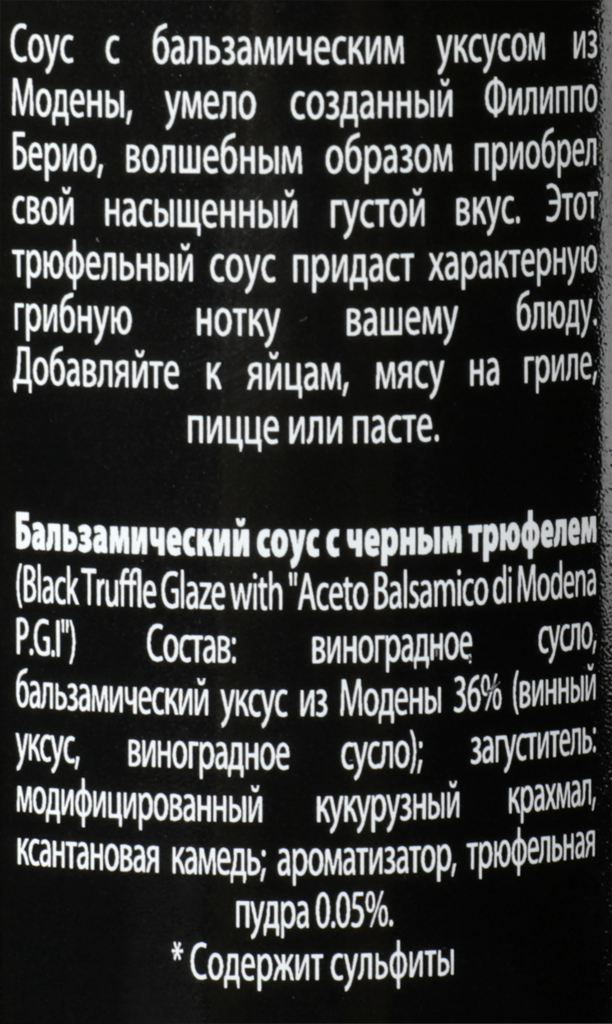 Соус с бальзамическим уксусом из
Модены, умело созданный Филиппо
Берио, волшебным образом приобрел
свой насыщенный густой вкус. Этот
трюфельный соус придаст характерную
грибную нотку вашему блюду.
Добавляйте к яйцам, мясу на гриле,
пицце или пасте.
Бальзамический соус с черным трюфелем
(Black Truffle Glaze with "Aceto Balsamico di Modena
P.G.I") Состав: виноградное сусло,
бальзамический уксус из Модены 36% (винный
уксус, виноградное сусло); загуститель:
модифицированный кукурузный крахмал,
ксантановая камедь; ароматизатор, трюфельная
пудра 0.05%.
* Содержит сульфиты